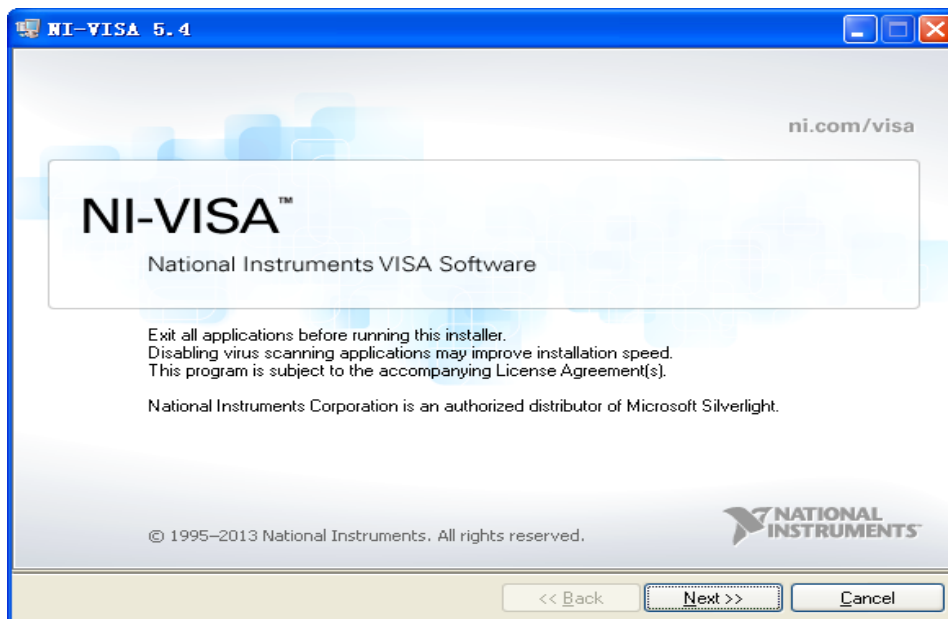 NI-VISA 5.4
ni.com/visa
NI-VISA™
National Instruments VISA Software
Exit all applications before running this installer.
Disabling virus scanning applications may improve installation speed.
This program is subject to the accompanying License Agreement(s).
National Instruments Corporation is an authorized distributor of Microsoft Silverlight.
© 1995–2013 National Instruments. All rights reserved.
NATIONAL
INSTRUMENTS
<< Back Next >> Cancel